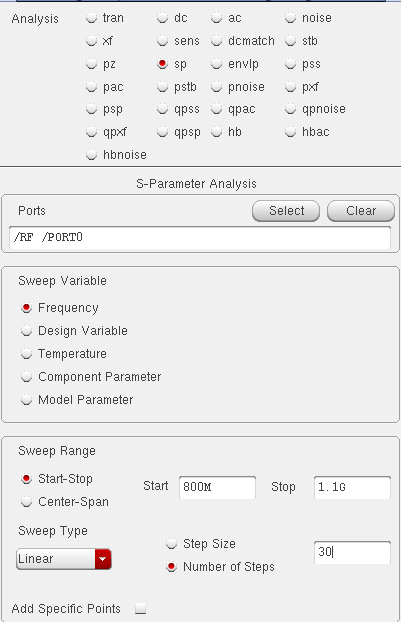 Analysis tran dc ac noise
xf sens dcmatch stb
pz sp envlp pss
pac pstb pnoise pxf
psp qpss qpac qpnoise
qpxf qpsp hb hbac
hbnoise
S-Parameter Analysis
Ports Select Clear
/RF /PORT0
Sweep Variable
Frequency
Design Variable
Temperature
Component Parameter
Model Parameter
Sweep Range
Start-Stop Start 800M Stop 1.1G
Center-Span
Sweep Type
Step Size
Linear Number of Steps 30
Add Specific Points